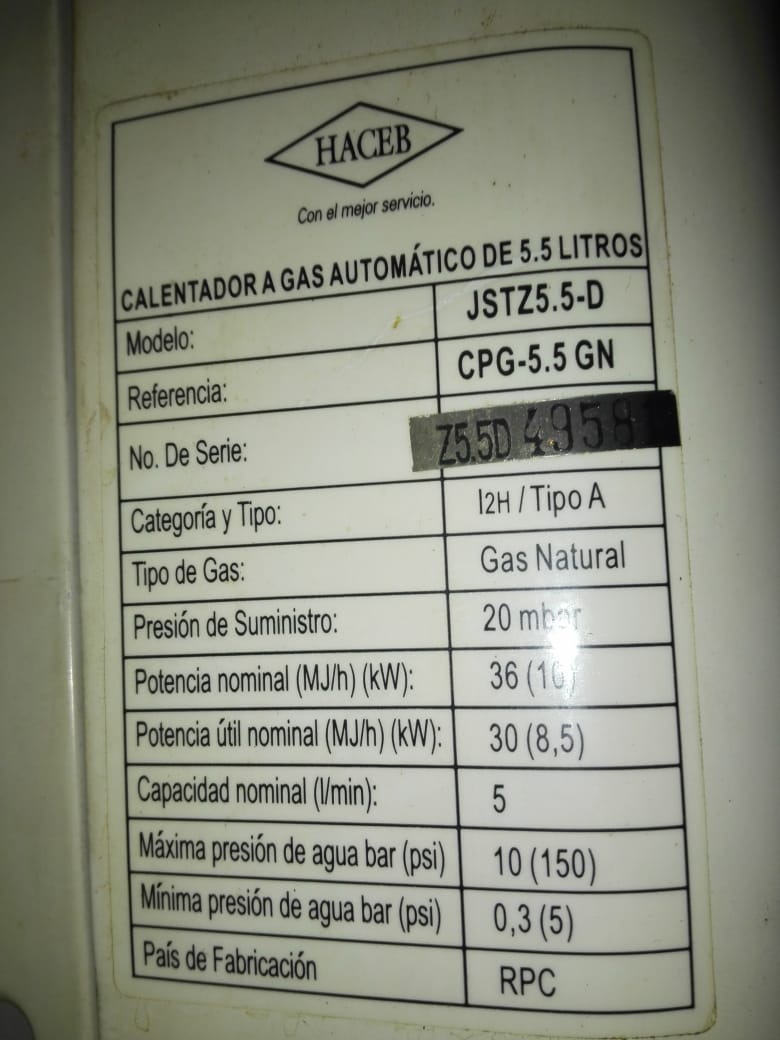 HACEB
Con el mejor servicio.
CALENTADOR A GAS AUTOMÁTICO DE 5.5 LITROS
Modelo: JSTZ5.5-D
Referencia: CPG-5.5 GN
No. De Serie: Z5.5D 49581
Categoría y Tipo: I2H / Tipo A
Tipo de Gas: Gas Natural
Presión de Suministro: 20 mbar
Potencia nominal (MJ/h) (kW): 36 (10)
Potencia útil nominal (MJ/h) (kW): 30 (8,5)
Capacidad nominal (l/min): 5
Máxima presión de agua bar (psi) 10 (150)
Mínima presión de agua bar (psi) 0,3 (5)
País de Fabricación RPC